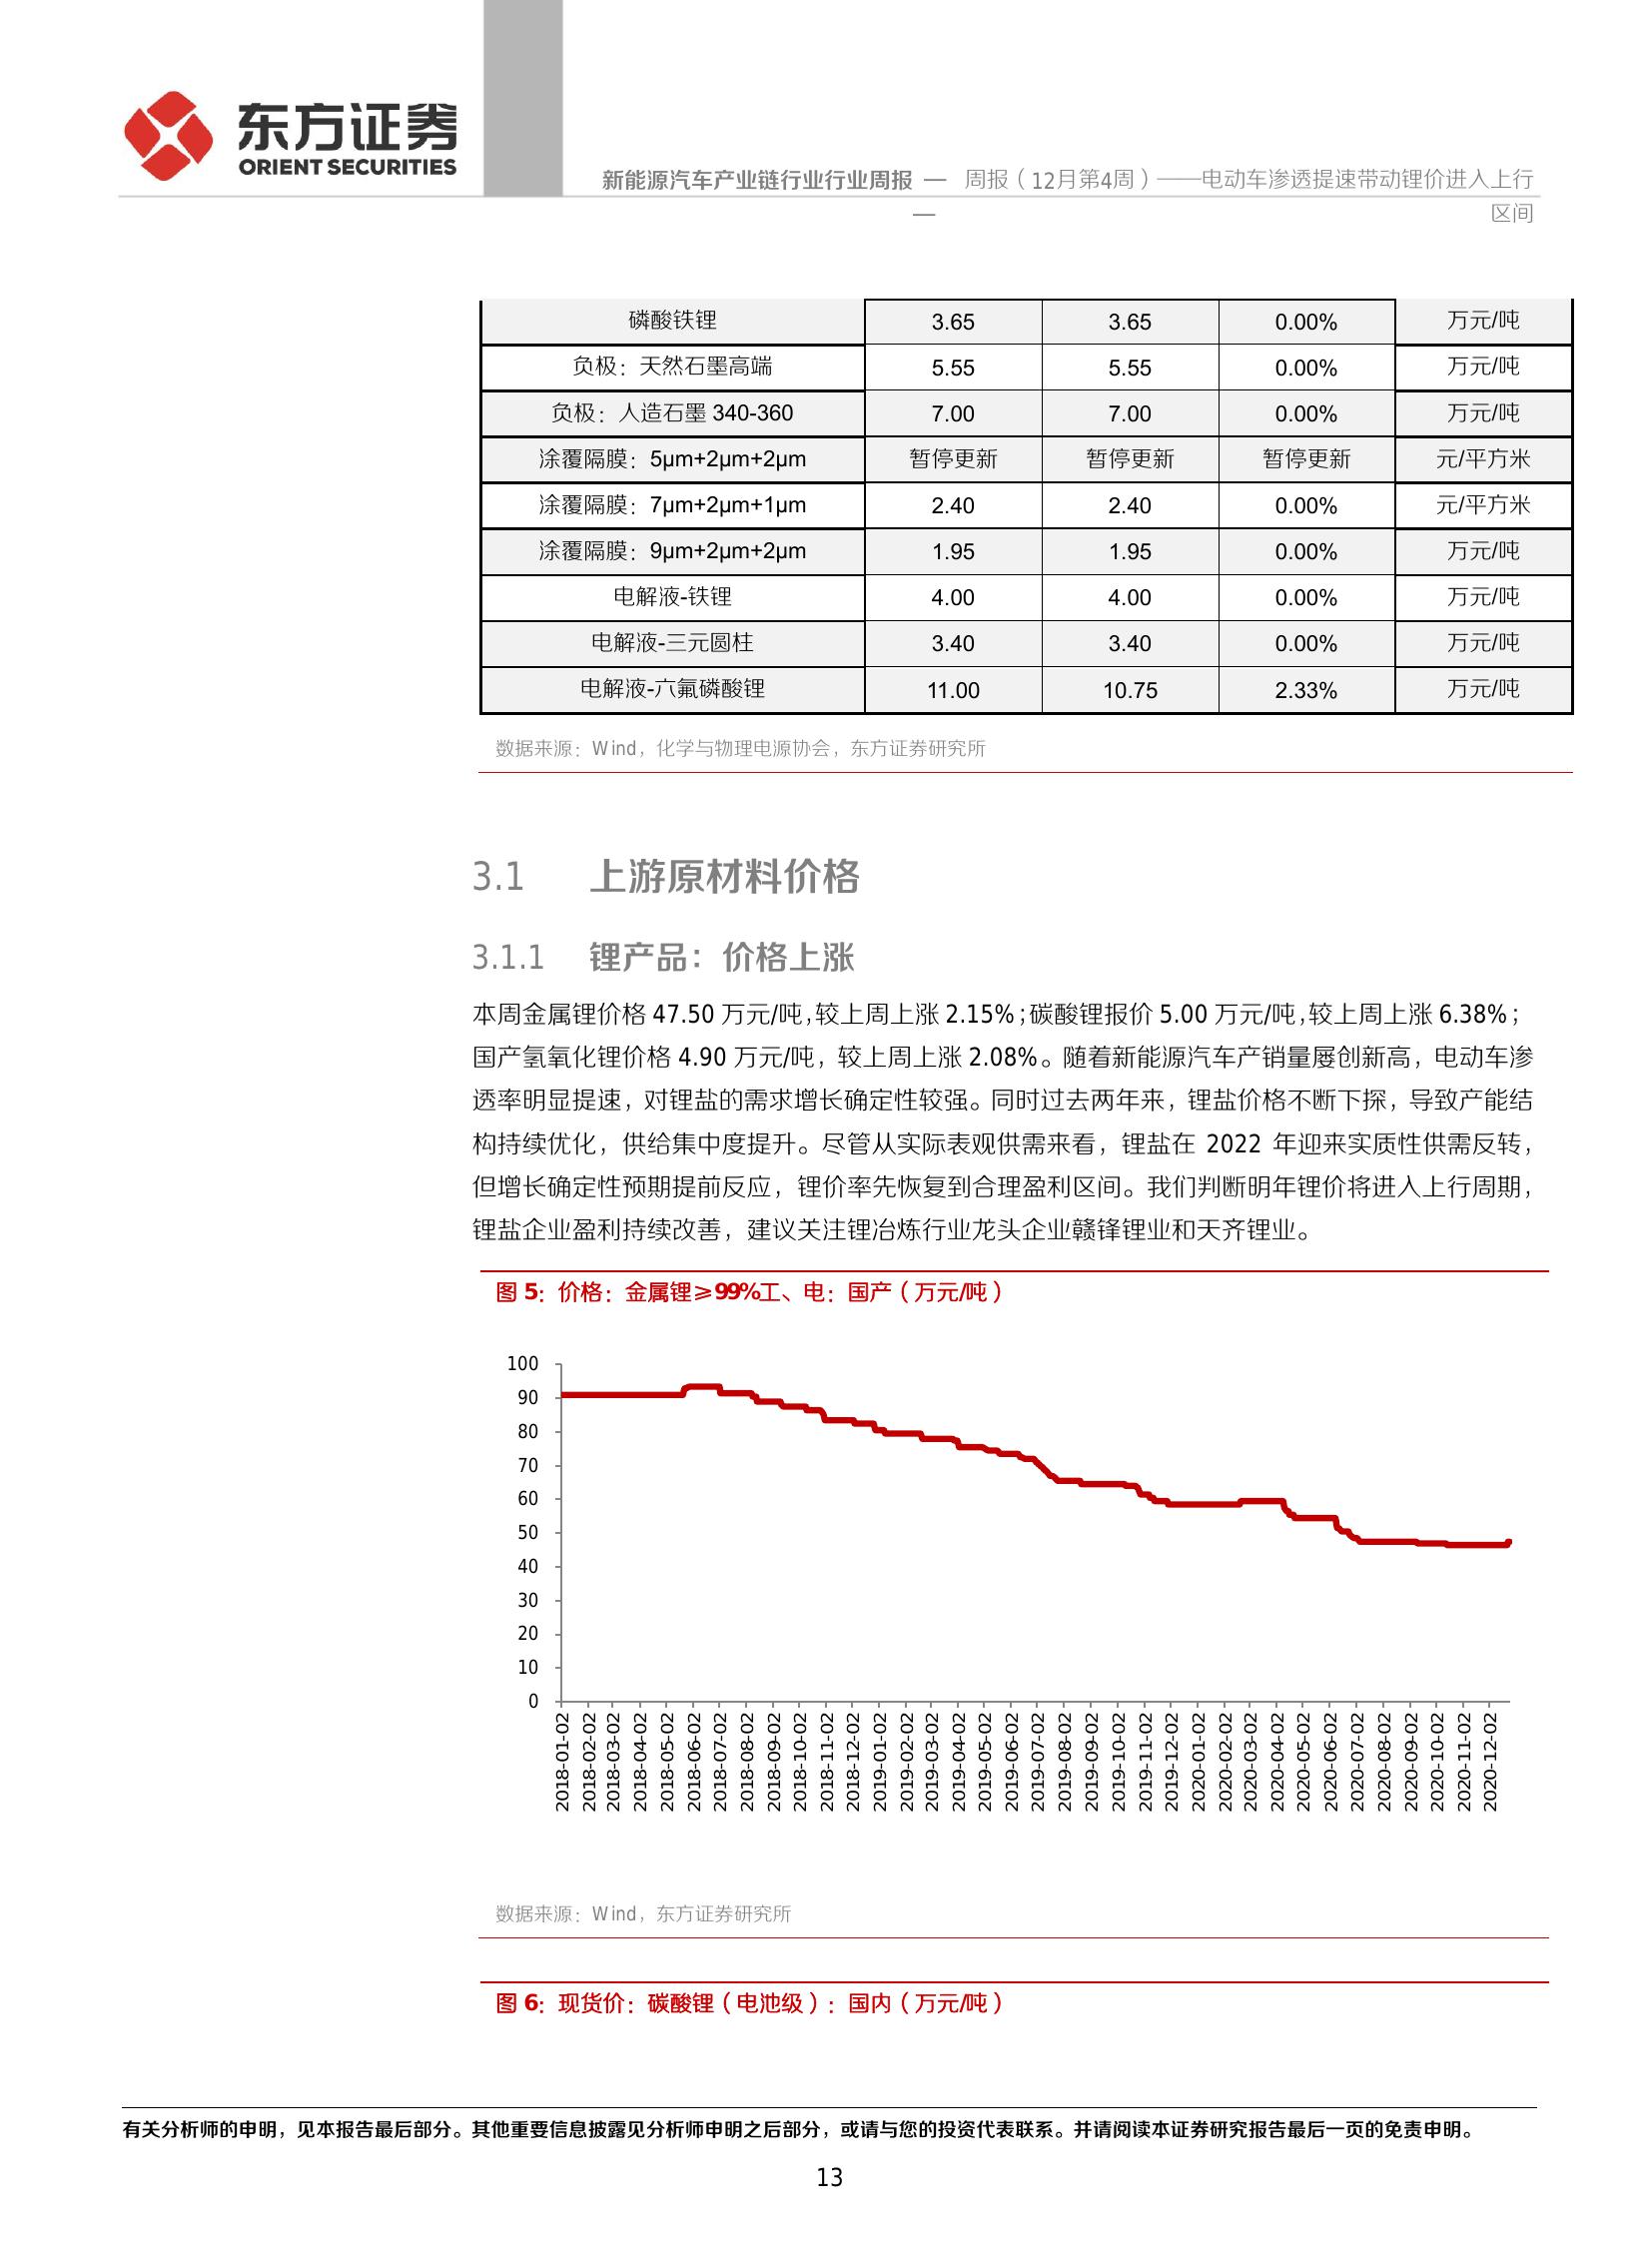 东方证券
ORIENT SECURITIES
新能源汽车产业链行业行业周报 —— 周报（12月第4周）——电动车渗透提速带动锂价进入上行
区间
磷酸铁锂 3.65 3.65 0.00% 万元/吨
负极：天然石墨高端 5.55 5.55 0.00% 万元/吨
负极：人造石墨 340-360 7.00 7.00 0.00% 万元/吨
涂覆隔膜：5μm+2μm+2μm 暂停更新 暂停更新 暂停更新 元/平方米
涂覆隔膜：7μm+2μm+1μm 2.40 2.40 0.00% 元/平方米
涂覆隔膜：9μm+2μm+2μm 1.95 1.95 0.00% 万元/吨
电解液-铁锂 4.00 4.00 0.00% 万元/吨
电解液-三元圆柱 3.40 3.40 0.00% 万元/吨
电解液-六氟磷酸锂 11.00 10.75 2.33% 万元/吨
数据来源：Wind，化学与物理电源协会，东方证券研究所
3.1 上游原材料价格
3.1.1 锂产品：价格上涨
本周金属锂价格 47.50 万元/吨，较上周上涨 2.15%；碳酸锂报价 5.00 万元/吨，较上周上涨 6.38%；
国产氢氧化锂价格 4.90 万元/吨，较上周上涨 2.08%。随着新能源汽车产销量屡创新高，电动车渗
透率明显提速，对锂盐的需求增长确定性较强。同时过去两年来，锂盐价格不断下探，导致产能结
构持续优化，供给集中度提升。尽管从实际表观供需来看，锂盐在 2022 年迎来实质性供需反转，
但增长确定性预期提前反应，锂价率先恢复到合理盈利区间。我们判断明年锂价将进入上行周期，
锂盐企业盈利持续改善，建议关注锂冶炼行业龙头企业赣锋锂业和天齐锂业。
图 5：价格：金属锂≥99%工、电：国产（万元/吨）
100
90
80
70
60
50
40
30
20
10
0
2018-01-02
2018-02-02
2018-03-02
2018-04-02
2018-05-02
2018-06-02
2018-07-02
2018-08-02
2018-09-02
2018-10-02
2018-11-02
2018-12-02
2019-01-02
2019-02-02
2019-03-02
2019-04-02
2019-05-02
2019-06-02
2019-07-02
2019-08-02
2019-09-02
2019-10-02
2019-11-02
2019-12-02
2020-01-02
2020-02-02
2020-03-02
2020-04-02
2020-05-02
2020-06-02
2020-07-02
2020-08-02
2020-09-02
2020-10-02
2020-11-02
2020-12-02
数据来源：Wind，东方证券研究所
图 6：现货价：碳酸锂（电池级）：国内（万元/吨）
有关分析师的申明，见本报告最后部分。其他重要信息披露见分析师申明之后部分，或请与您的投资代表联系。并请阅读本证券研究报告最后一页的免责申明。
13